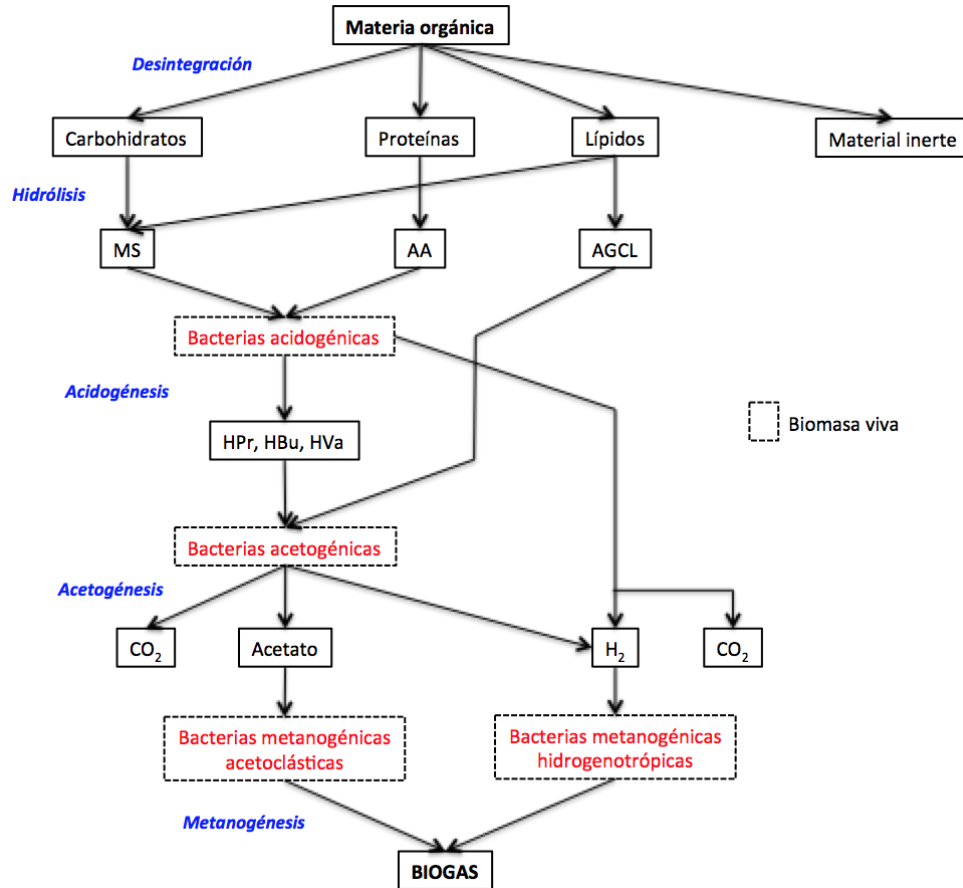 Materia orgánica
Desintegración
Carbohidratos
Proteínas
Lípidos
Material inerte
Hidrólisis
MS
AA
AGCL
Bacterias acidogénicas
Acidogénesis
HPr, HBu, HVa
Biomasa viva
Bacterias acetogénicas
Acetogénesis
CO₂
Acetato
H₂
CO₂
Bacterias metanogénicas
acetoclásticas
Bacterias metanogénicas
hidrogenotrópicas
Metanogénesis
BIOGAS